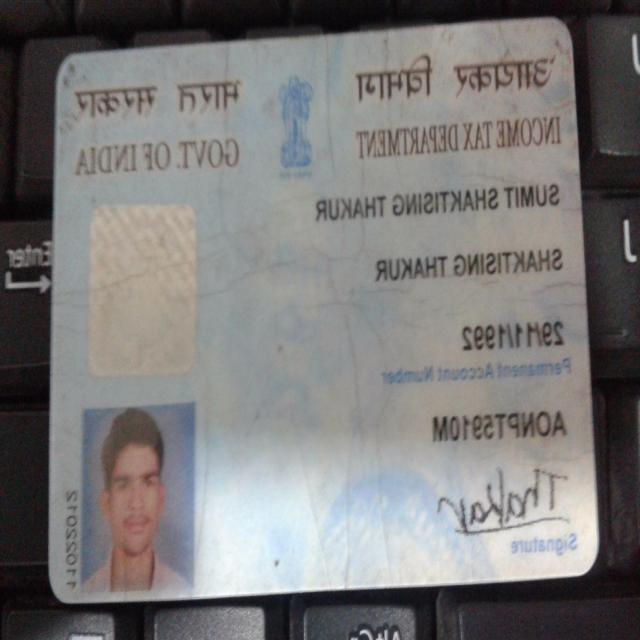 आयकर विभाग
INCOME TAX DEPARTMENT
भारत सरकार
GOVT. OF INDIA
SUMIT SHAKTISING THAKUR
SHAKTISING THAKUR
29/11/1992
Permanent Account Number
AONPT5910M
Thakur
Signature
Enter